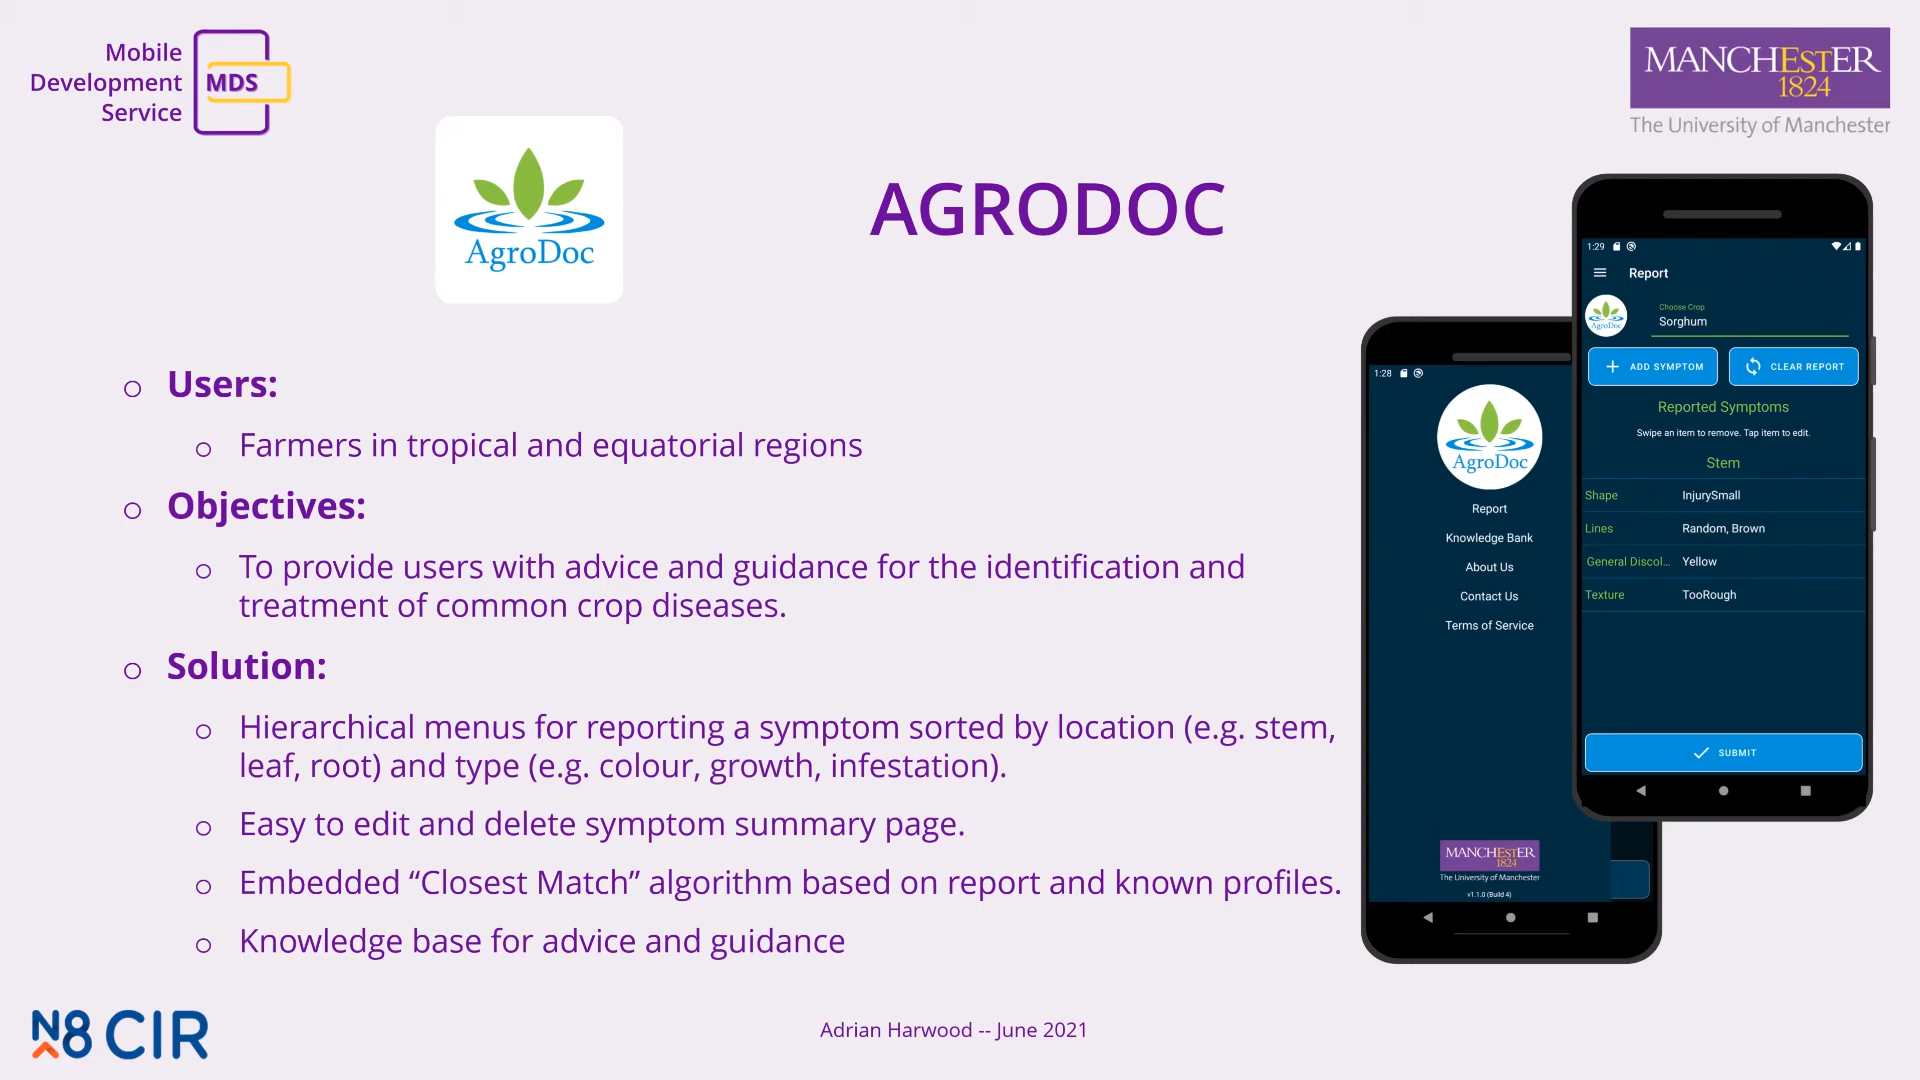 Mobile
Development
Service
MDS
MANCHESTER
1824
The University of Manchester
AgroDoc
AGRODOC
o Users:
o Farmers in tropical and equatorial regions
o Objectives:
o To provide users with advice and guidance for the identification and
treatment of common crop diseases.
o Solution:
o Hierarchical menus for reporting a symptom sorted by location (e.g. stem,
leaf, root) and type (e.g. colour, growth, infestation).
o Easy to edit and delete symptom summary page.
o Embedded “Closest Match” algorithm based on report and known profiles.
o Knowledge base for advice and guidance
1:28
AgroDoc
Report
Knowledge Bank
About Us
Contact Us
Terms of Service
MANCHESTER
1824
The University of Manchester
v1.1.0 (Build 4)
1:29
Report
AgroDoc
Choose Crop
Sorghum
ADD SYMPTOM
CLEAR REPORT
Reported Symptoms
Swipe an item to remove. Tap item to edit.
Stem
Shape InjurySmall
Lines Random, Brown
General Discol... Yellow
Texture TooRough
SUBMIT
N8 CIR
Adrian Harwood -- June 2021